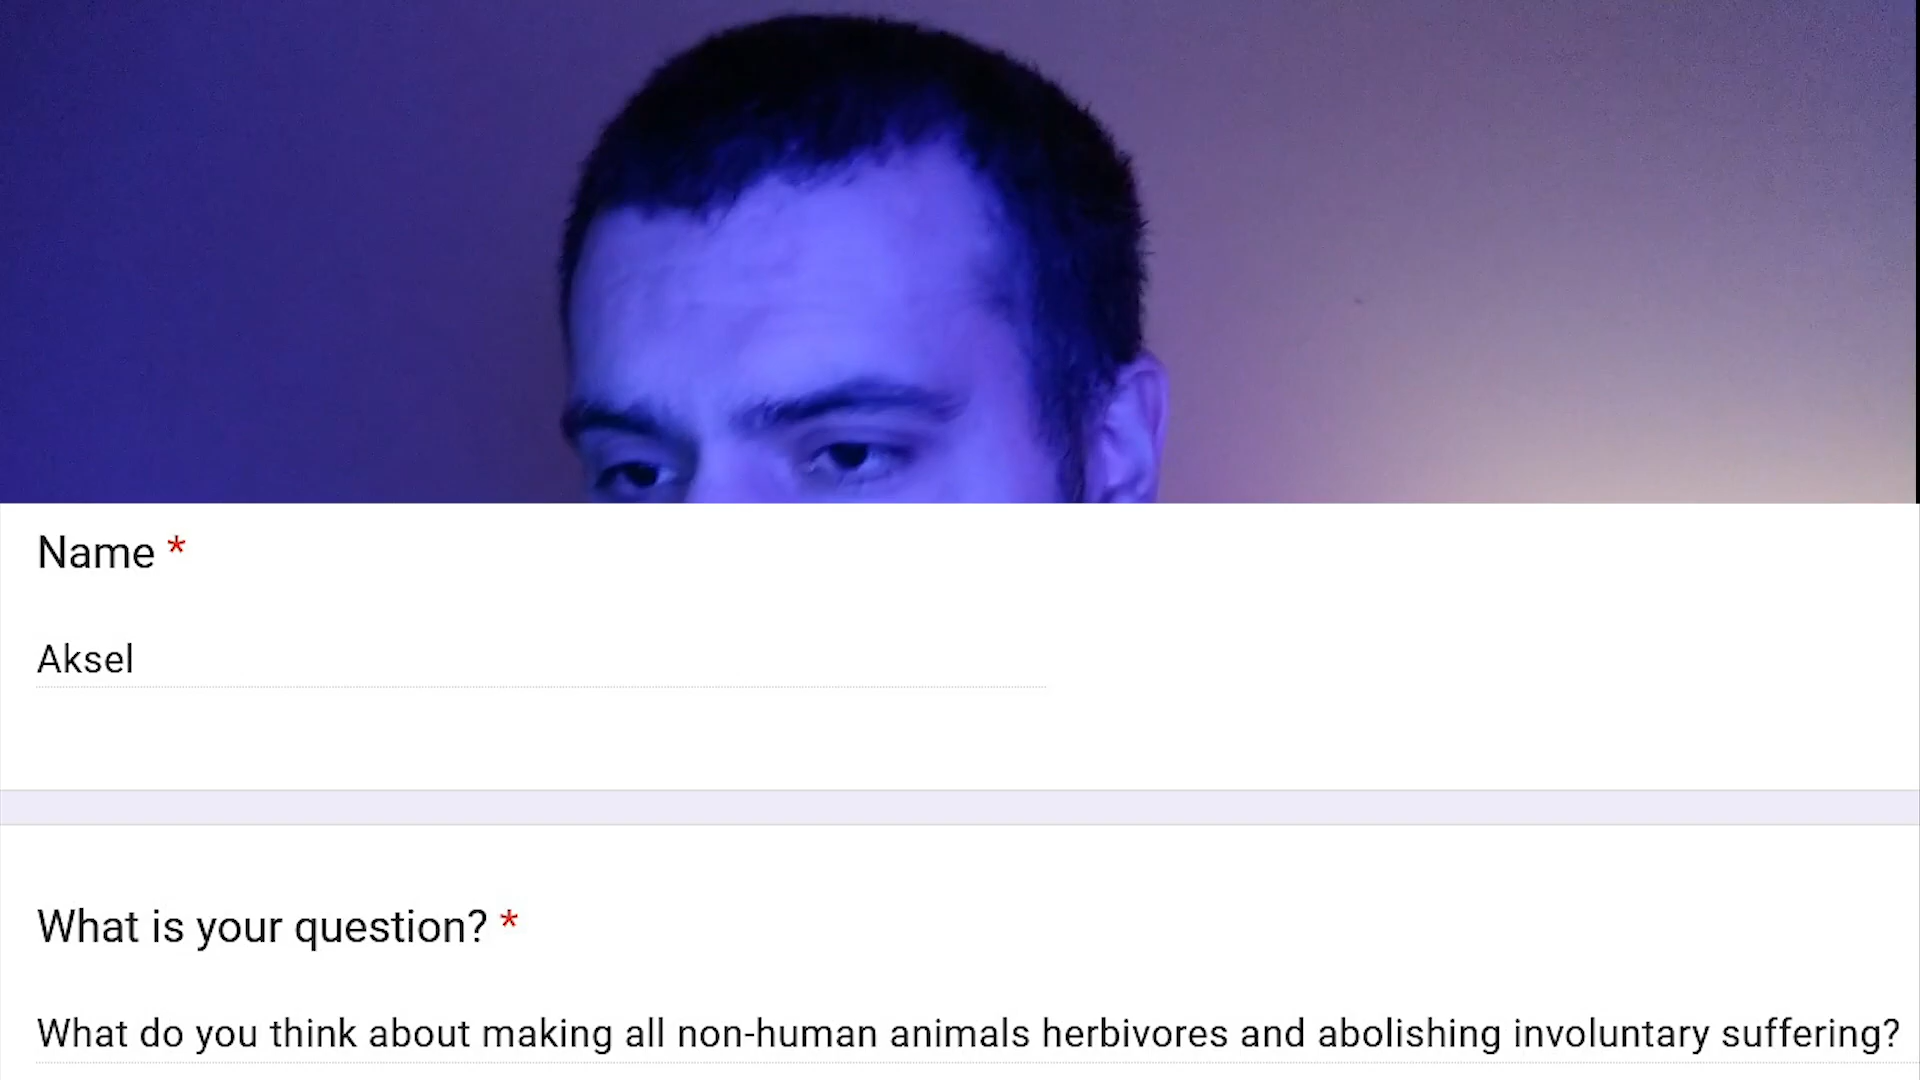 Name *
Aksel
What is your question? *
What do you think about making all non-human animals herbivores and abolishing involuntary suffering?